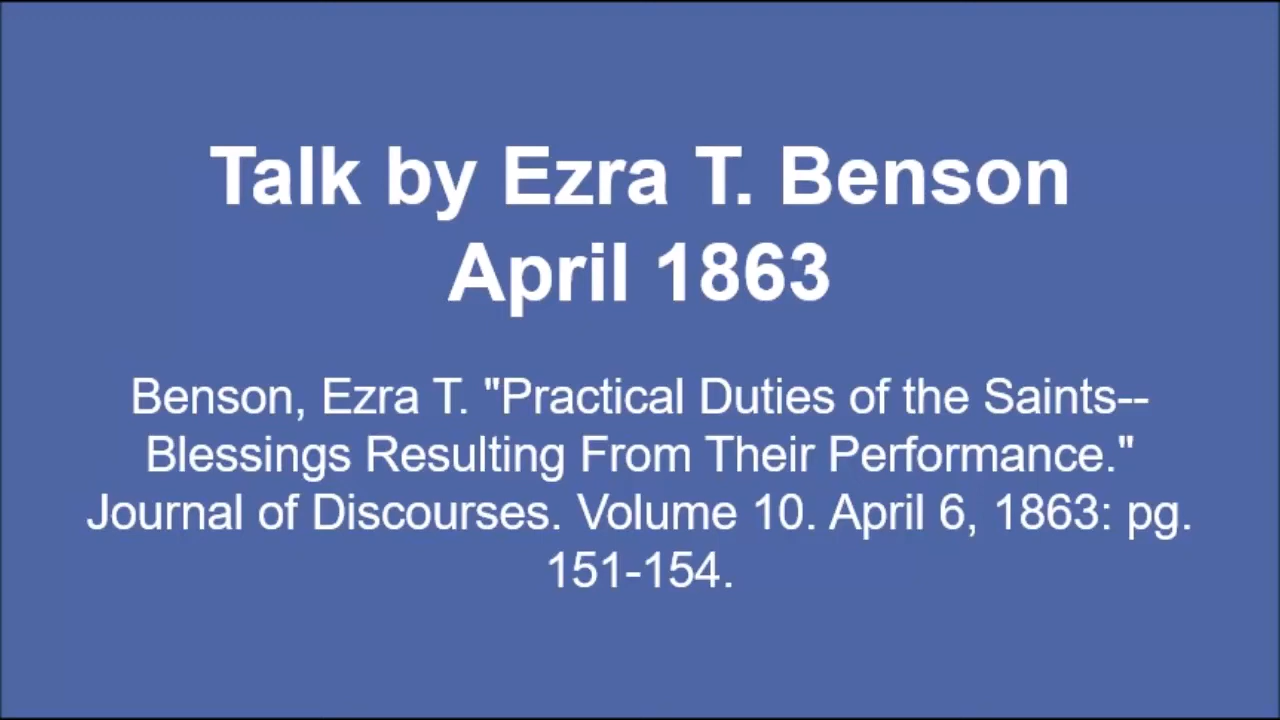 Talk by Ezra T. Benson
April 1863
Benson, Ezra T. "Practical Duties of the Saints--
Blessings Resulting From Their Performance."
Journal of Discourses. Volume 10. April 6, 1863: pg.
151-154.